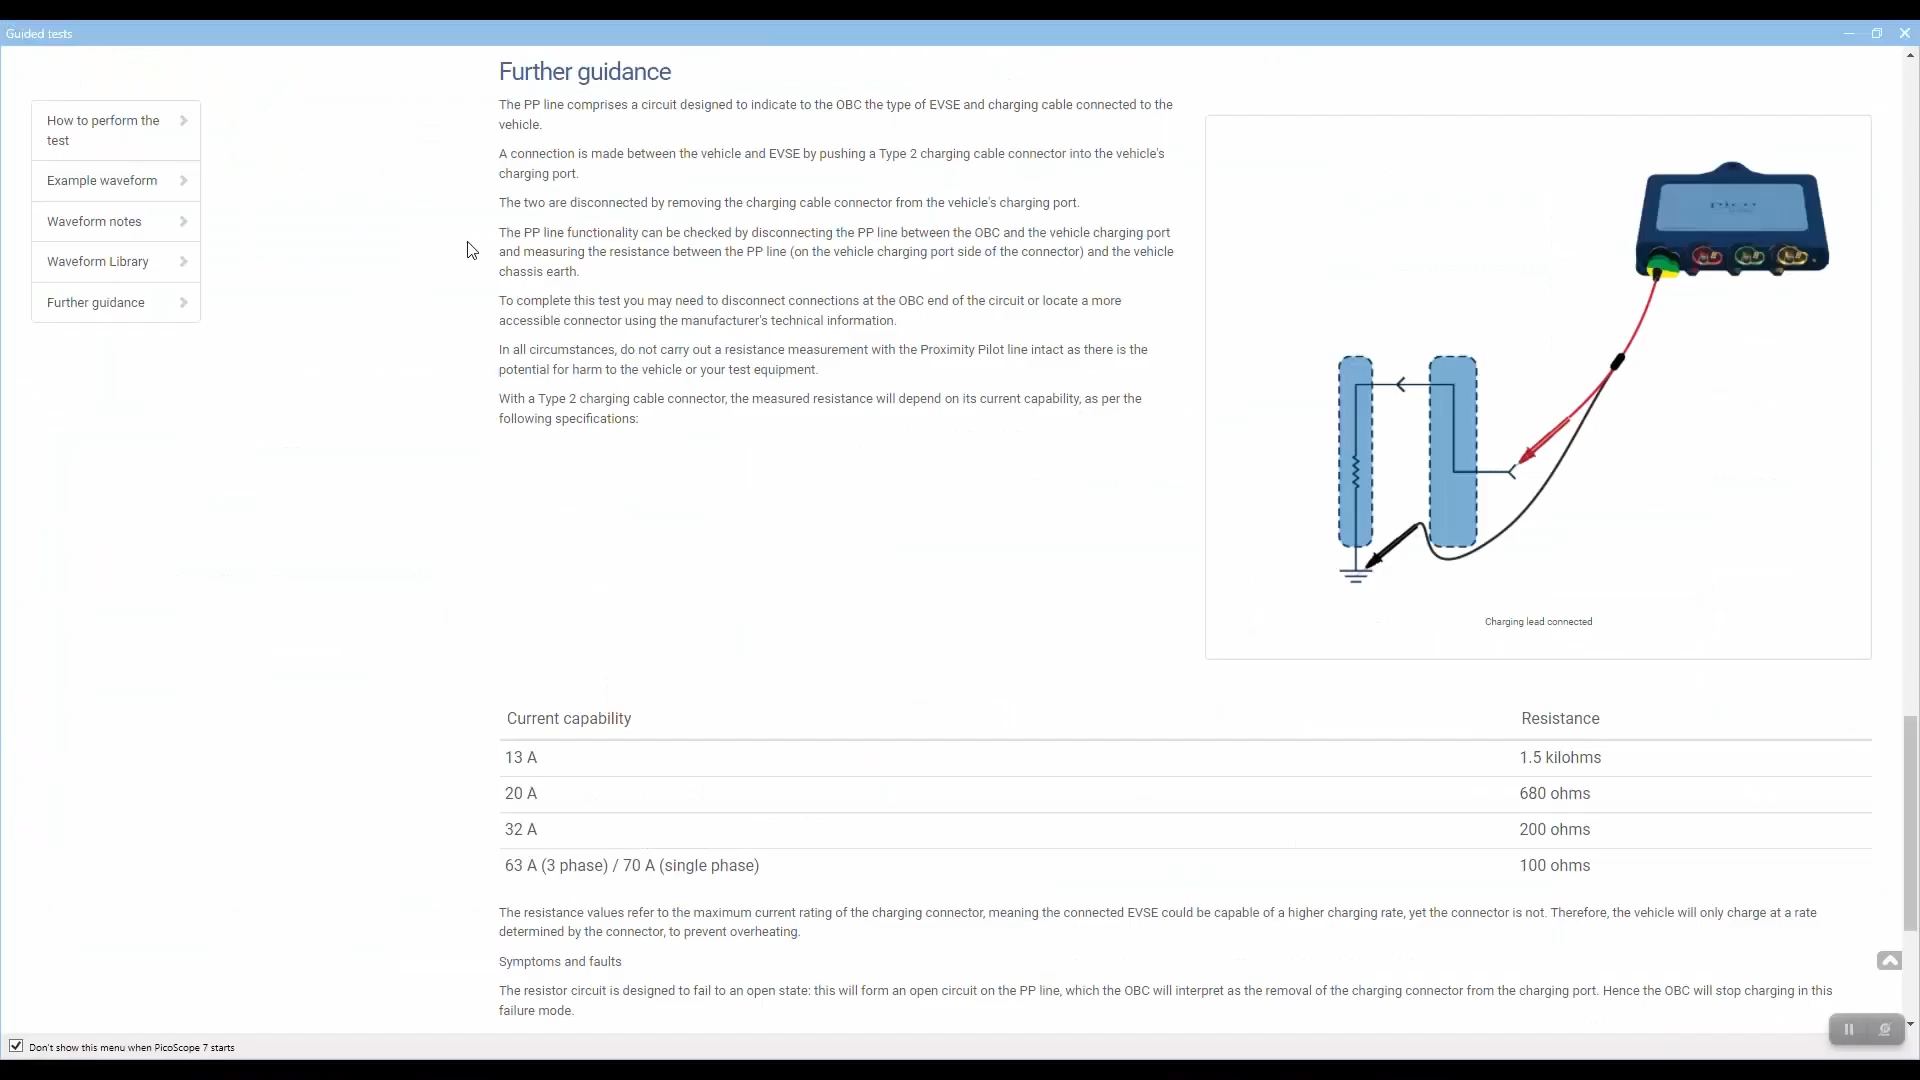 Guided tests
How to perform the
test
Example waveform
Waveform notes
Waveform Library
Further guidance
Further guidance
The PP line comprises a circuit designed to indicate to the OBC the type of EVSE and charging cable connected to the
vehicle.
A connection is made between the vehicle and EVSE by pushing a Type 2 charging cable connector into the vehicle's
charging port.
The two are disconnected by removing the charging cable connector from the vehicle's charging port.
The PP line functionality can be checked by disconnecting the PP line between the OBC and the vehicle charging port
and measuring the resistance between the PP line (on the vehicle charging port side of the connector) and the vehicle
chassis earth.
To complete this test you may need to disconnect connections at the OBC end of the circuit or locate a more
accessible connector using the manufacturer's technical information.
In all circumstances, do not carry out a resistance measurement with the Proximity Pilot line intact as there is the
potential for harm to the vehicle or your test equipment.
With a Type 2 charging cable connector, the measured resistance will depend on its current capability, as per the
following specifications:
pico
Charging lead connected
Current capability Resistance
13 A 1.5 kilohms
20 A 680 ohms
32 A 200 ohms
63 A (3 phase) / 70 A (single phase) 100 ohms
The resistance values refer to the maximum current rating of the charging connector, meaning the connected EVSE could be capable of a higher charging rate, yet the connector is not. Therefore, the vehicle will only charge at a rate
determined by the connector, to prevent overheating.
Symptoms and faults
The resistor circuit is designed to fail to an open state: this will form an open circuit on the PP line, which the OBC will interpret as the removal of the charging connector from the charging port. Hence the OBC will stop charging in this
failure mode.
Don't show this menu when PicoScope 7 starts